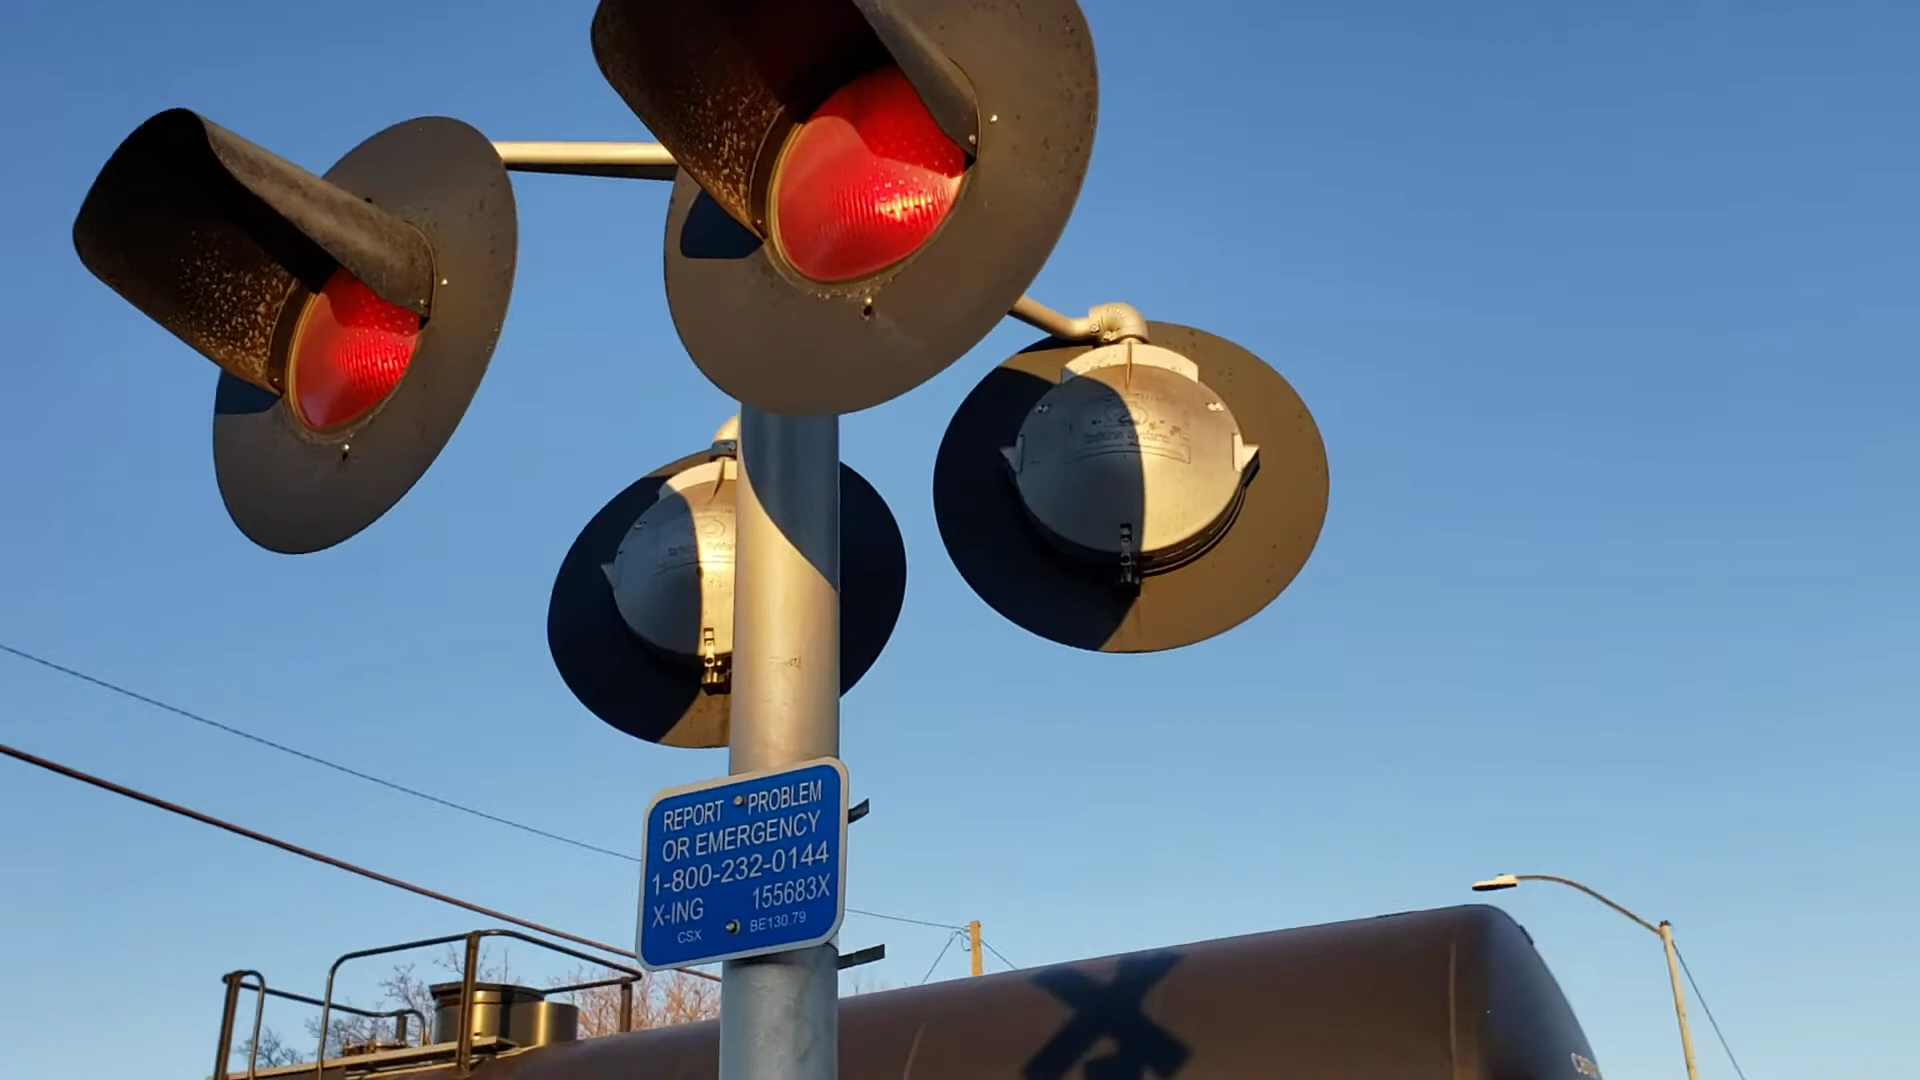 REPORT PROBLEM
OR EMERGENCY
1-800-232-0144
X-ING 155683X
CSX BE130.79